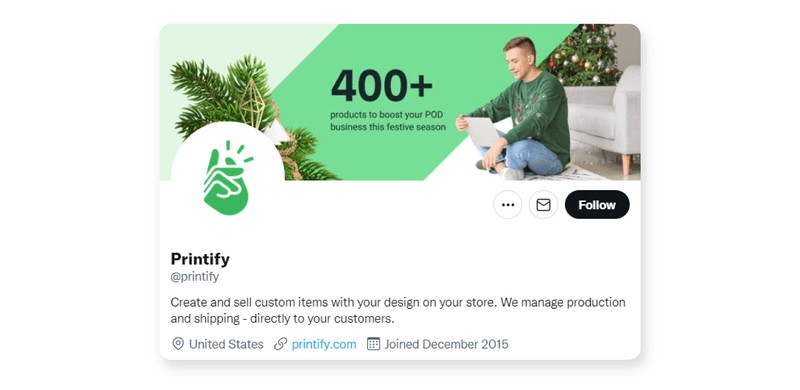 400+
products to boost your POD
business this festive season
Follow
Printify
@printify
Create and sell custom items with your design on your store. We manage production
and shipping - directly to your customers.
United States printify.com Joined December 2015